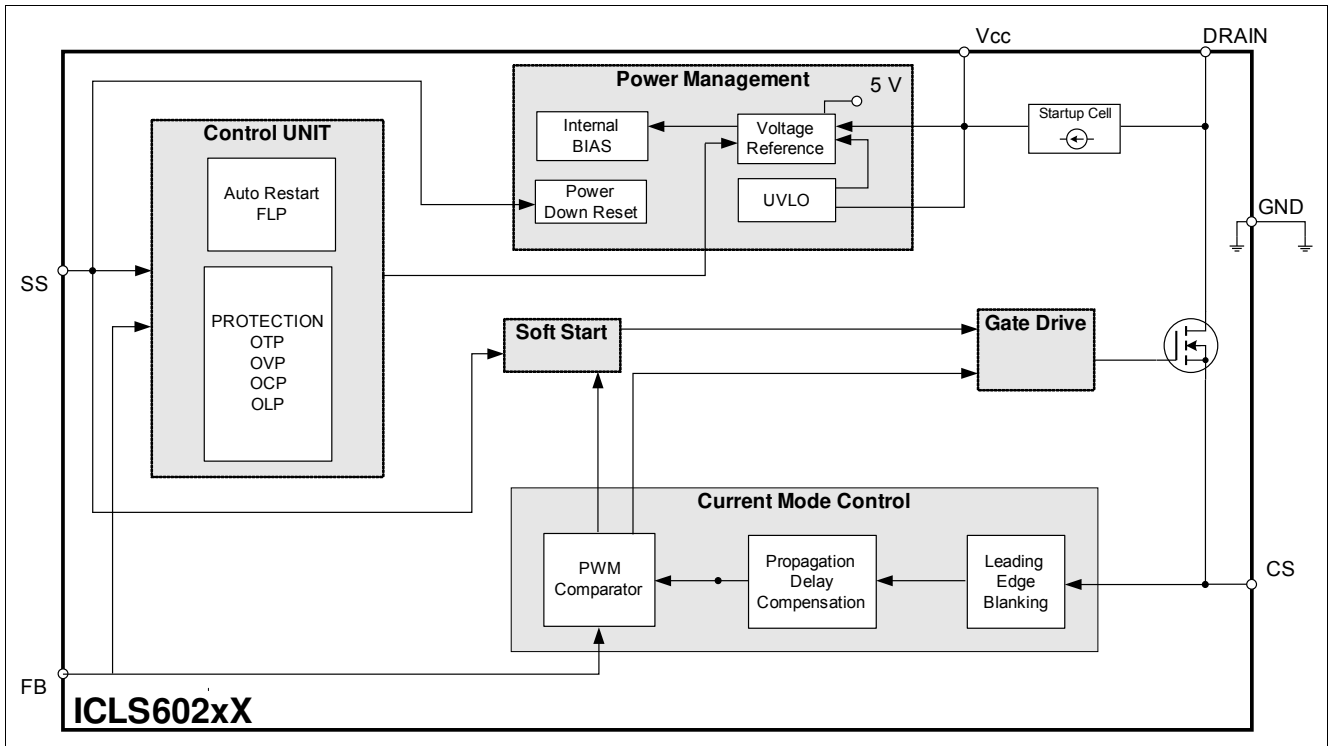 Vcc
DRAIN
Power Management
5 V
Control UNIT
Internal
BIAS
Voltage
Reference
Startup Cell
Auto Restart
FLP
Power
Down Reset
UVLO
GND
SS
PROTECTION
OTP
OVP
OCP
OLP
Soft Start
Gate Drive
Current Mode Control
PWM
Comparator
Propagation
Delay
Compensation
Leading
Edge
Blanking
CS
FB
ICLS602xX